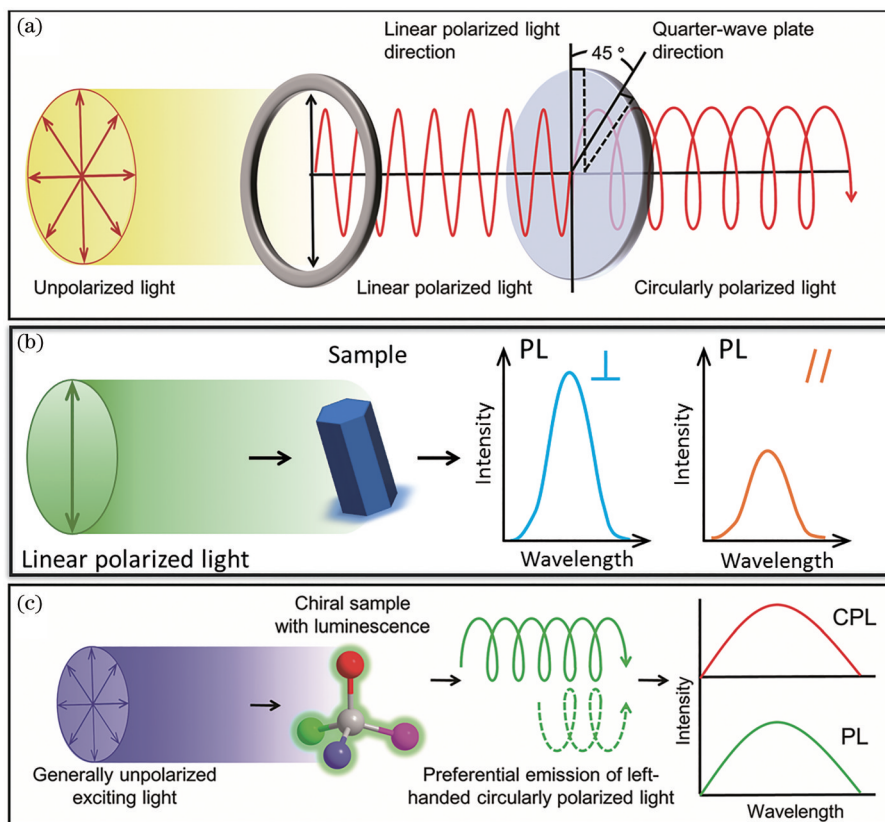 (a)
Linear polarized light
direction
45 °
Quarter-wave plate
direction
Unpolarized light
Linear polarized light
Circularly polarized light
(b)
Sample
Linear polarized light
PL
⊥
Intensity
Wavelength
PL
//
Intensity
Wavelength
(c)
Chiral sample
with luminescence
Generally unpolarized
exciting light
Preferential emission of left-
handed circularly polarized light
CPL
Intensity
PL
Wavelength